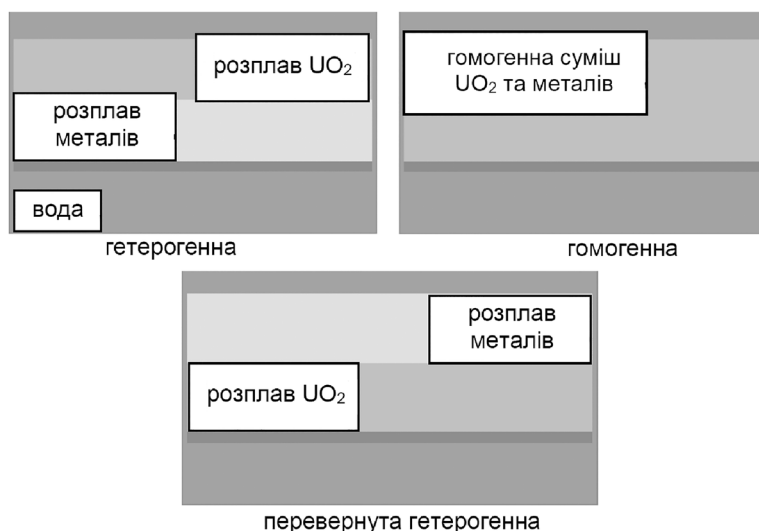 розплав UO₂
розплав
металів
вода
гетерогенна
гомогенна суміш
UO₂ та металів
гомогенна
розплав
металів
розплав UO₂
перевернута гетерогенна